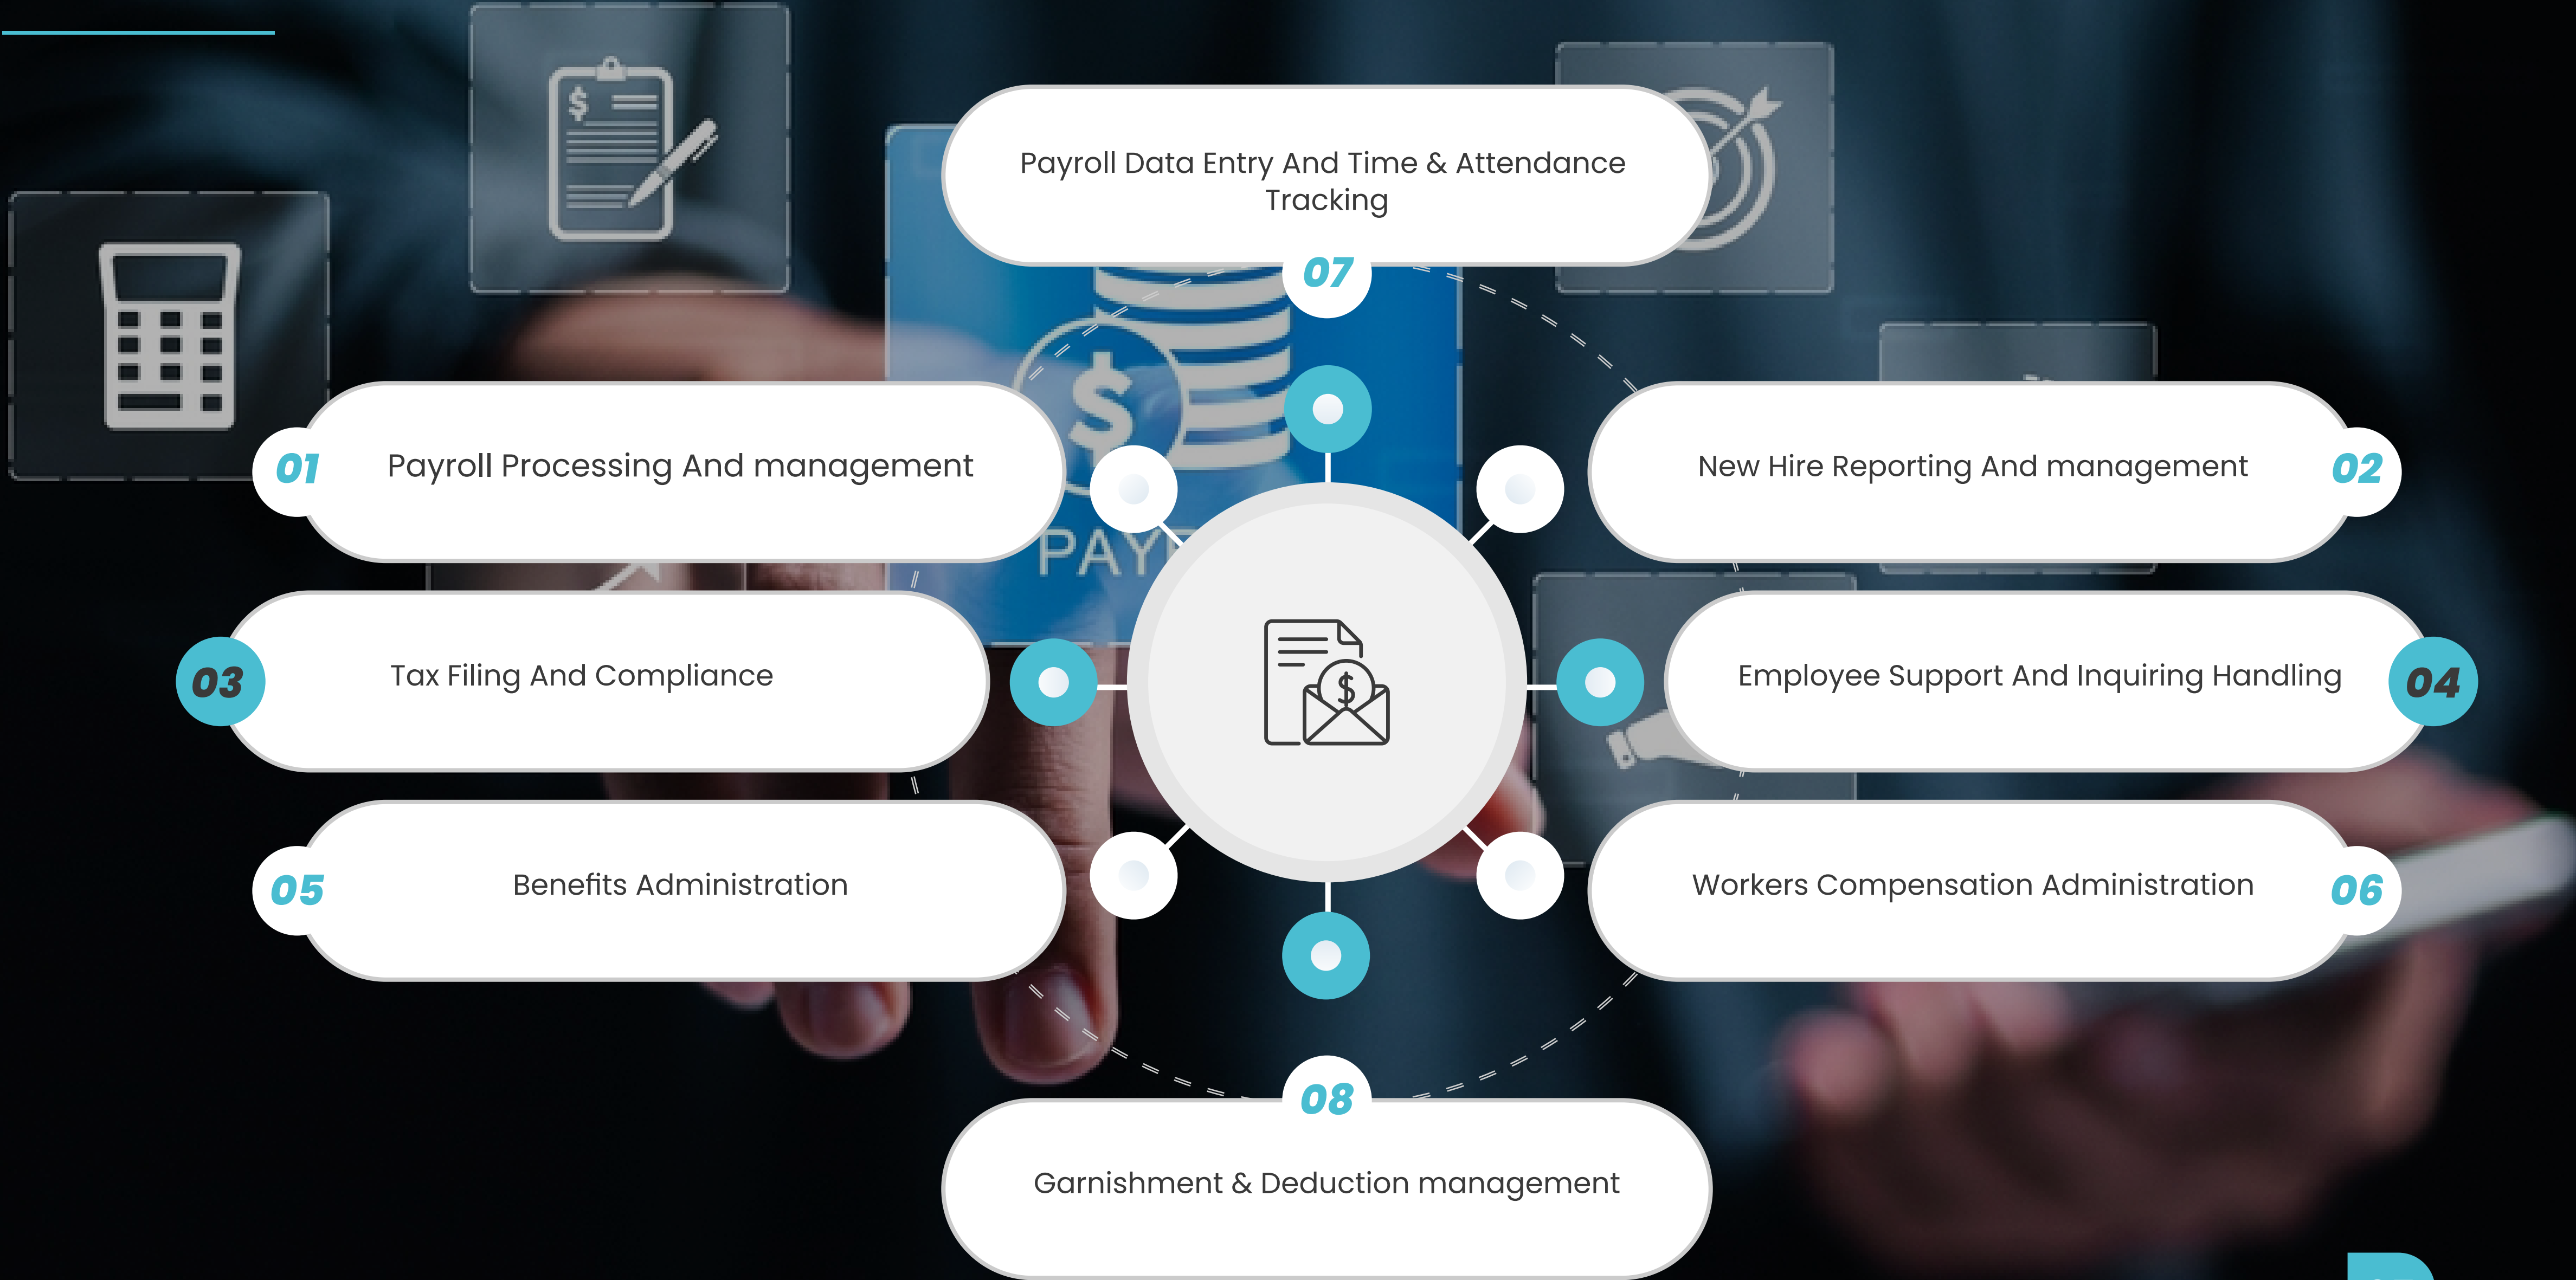 Payroll Data Entry And Time & Attendance
Tracking
07
01
Payroll Processing And management
New Hire Reporting And management
02
PAY
03
Tax Filing And Compliance
Employee Support And Inquiring Handling
04
05
Benefits Administration
Workers Compensation Administration
06
08
Garnishment & Deduction management